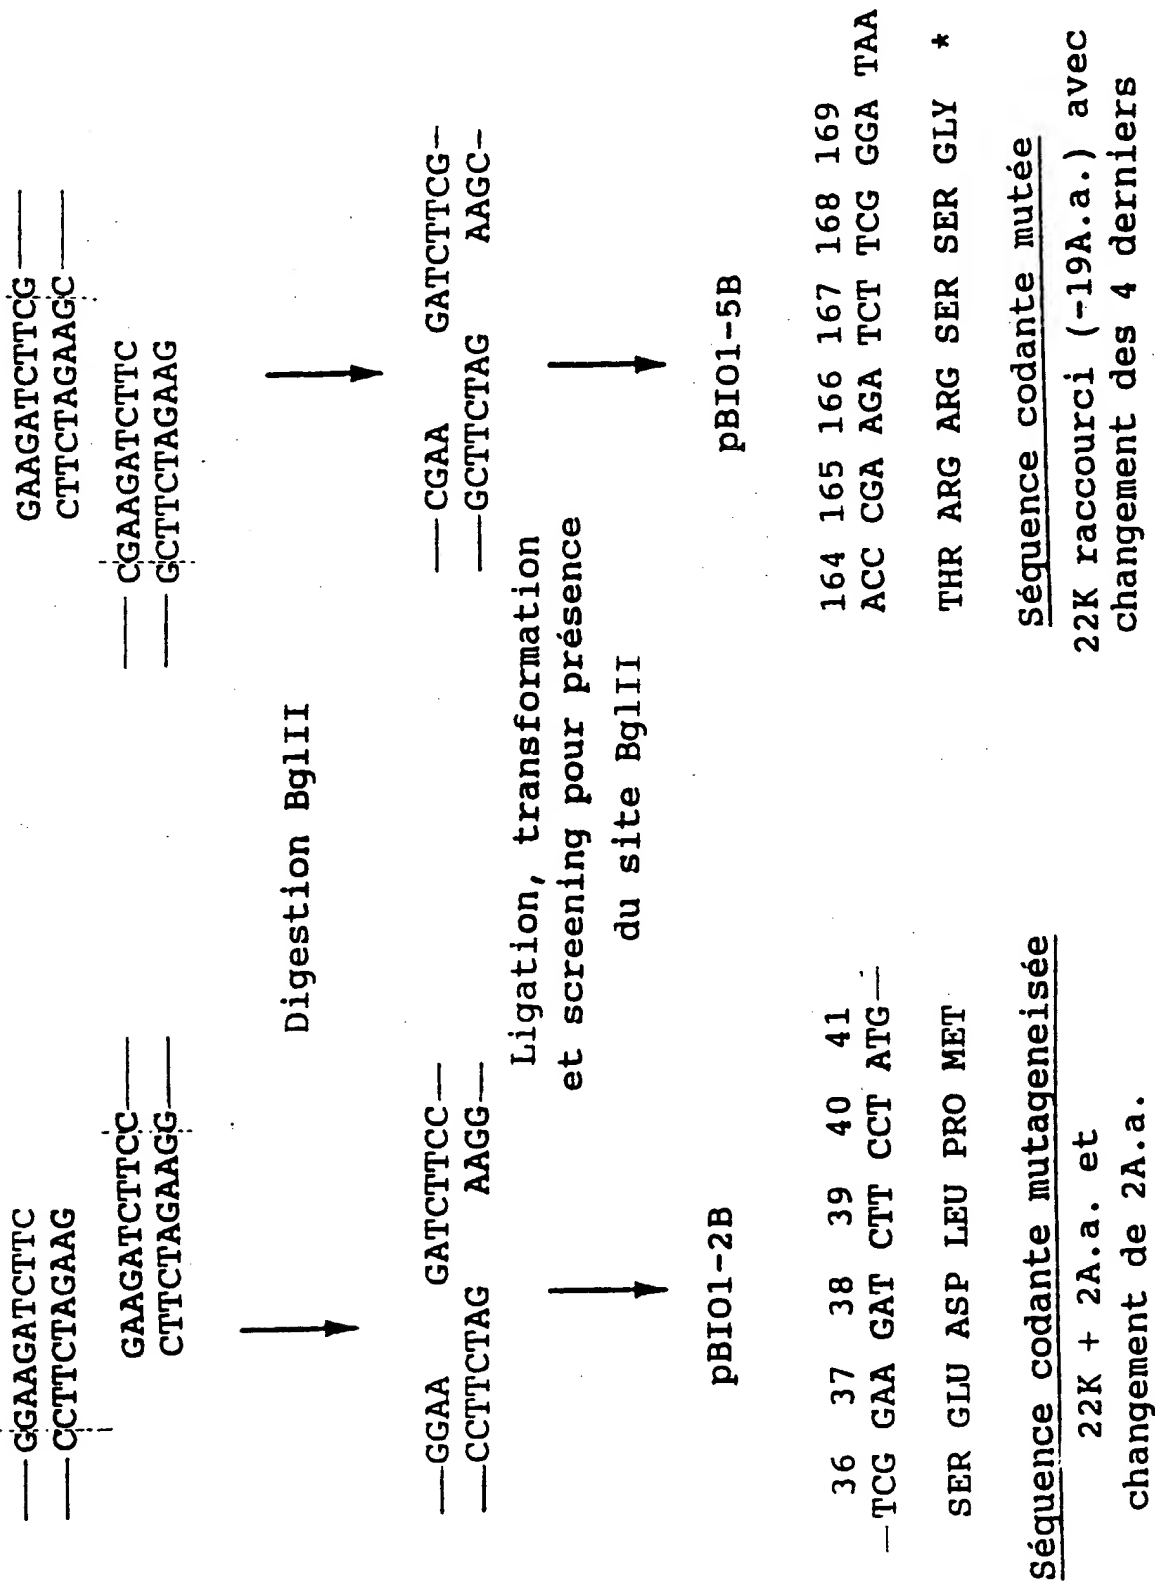 —GGAAGATCTTC
—CCTTCTAGAAG
GAAGATCTTCC—
CTTCTAGAAGG—
GAAGATCTTCG—
CTTCTAGAAGC—
—CGAAGATCTTC
—GCTTCTAGAAG
Digestion BglII
—GGAA GATCTTCC—
—CCTTCTAG AAGG—
—CGAA GATCTTCG—
—GCTTCTAG AAGC—
Ligation, transformation
et screening pour présence
du site BglII
pBIO1-2B
pBIO1-5B
36 37 38 39 40 41
—TCG GAA GAT CTT CCT ATG—
SER GLU ASP LEU PRO MET
Séquence codante mutageneisée
22K + 2A.a. et
changement de 2A.a.
164 165 166 167 168 169
ACC CGA AGA TCT TCG GGA TAA
THR ARG ARG SER SER GLY *
Séquence codante mutée
22K raccourci (-19A.a.) avec
changement des 4 derniers